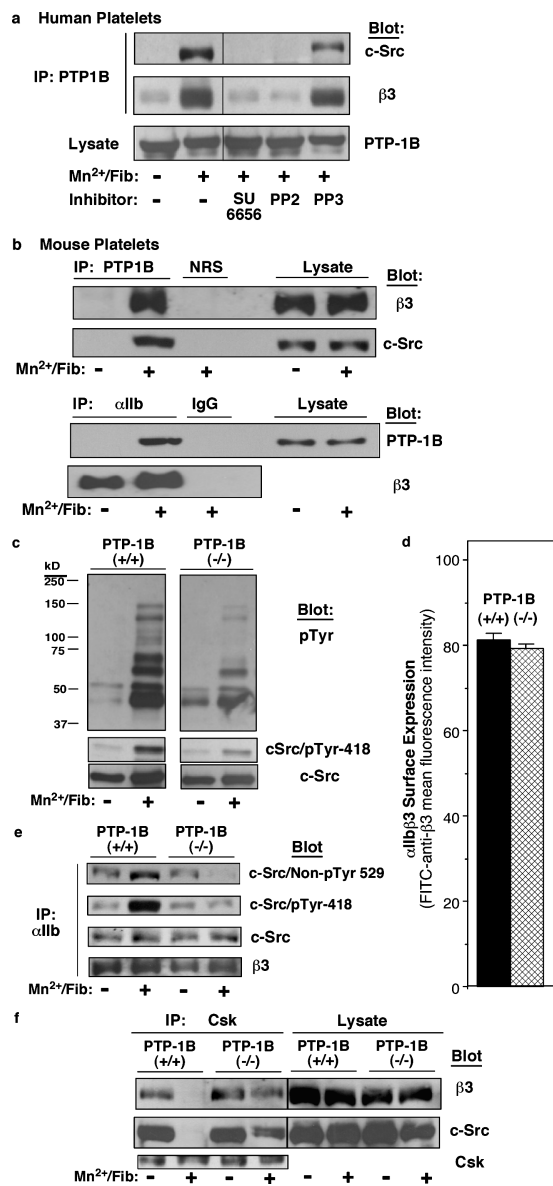 a Human Platelets
Blot:
c-Src
IP: PTP1B
β3
Lysate PTP-1B
Mn2+/Fib: - + + + +
Inhibitor: - - SU 6656 PP2 PP3
b Mouse Platelets
IP: PTP1B NRS Lysate Blot:
β3
c-Src
Mn2+/Fib: - + + - +
IP: αIIb IgG Lysate Blot:
PTP-1B
β3
Mn2+/Fib: - + + - +
c PTP-1B (+/+) PTP-1B (-/-)
kD
250
150
100
75
50
37
Blot:
pTyr
cSrc/pTyr-418
c-Src
Mn2+/Fib: - + - +
d
αIIbβ3 Surface Expression
(FITC-anti-β3 mean fluorescence intensity)
100
80
60
40
20
0
PTP-1B
(+/+) (-/-)
e PTP-1B (+/+) PTP-1B (-/-) Blot
c-Src/Non-pTyr 529
IP: αIIb
c-Src/pTyr-418
c-Src
β3
Mn2+/Fib: - + - +
f IP: Csk Lysate
PTP-1B (+/+) PTP-1B (-/-) PTP-1B (+/+) PTP-1B (-/-) Blot
β3
c-Src
Csk
Mn2+/Fib: - + - + - + - +